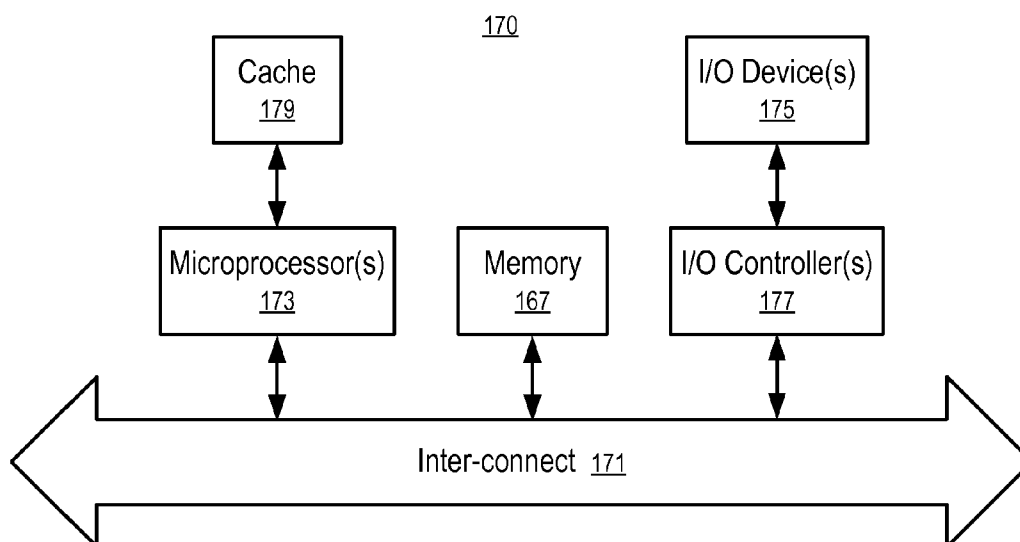 170
Cache
179
I/O Device(s)
175
Microprocessor(s)
173
Memory
167
I/O Controller(s)
177
Inter-connect 171